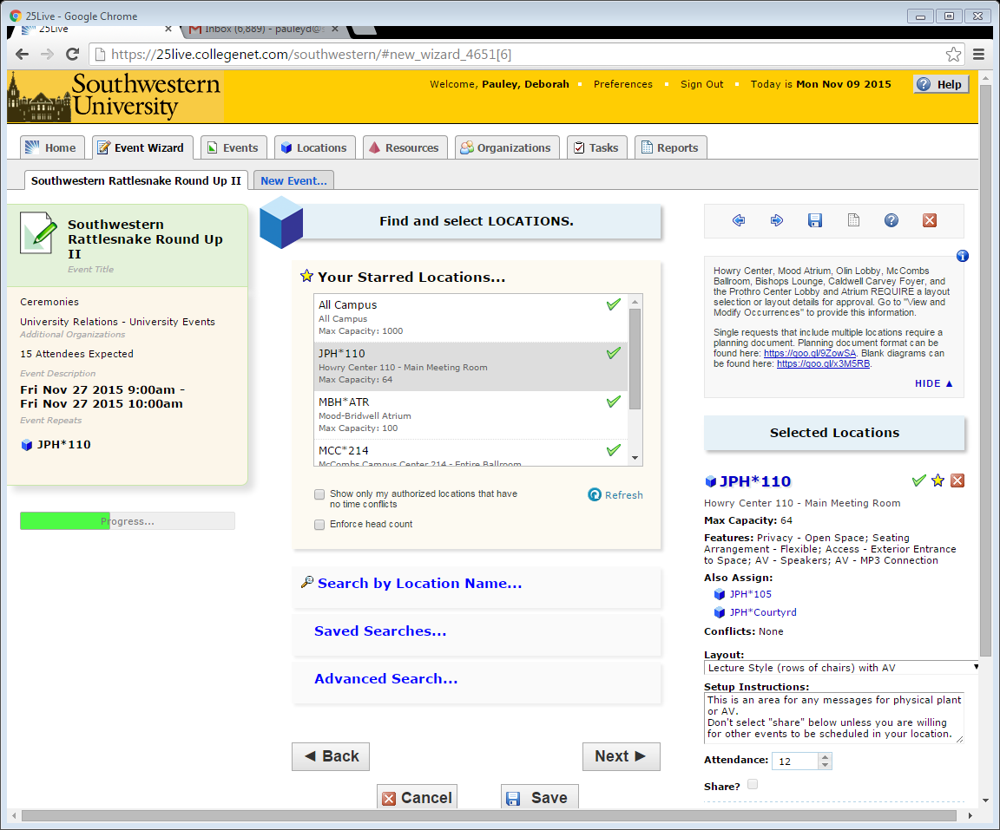 25Live - Google Chrome
25Live
Inbox (6,889) - pauleyd@s
https://25live.collegenet.com/southwestern/#new_wizard_4651[6]
Southwestern
University
Welcome, Pauley, Deborah
Preferences
Sign Out
Today is Mon Nov 09 2015
Help
Home
Event Wizard
Events
Locations
Resources
Organizations
Tasks
Reports
Southwestern Rattlesnake Round Up II
New Event...
Southwestern
Rattlesnake Round Up
II
Event Title
Ceremonies
University Relations - University Events
Additional Organizations
15 Attendees Expected
Event Description
Fri Nov 27 2015 9:00am -
Fri Nov 27 2015 10:00am
Event Repeats
JPH*110
Progress...
Find and select LOCATIONS.
Your Starred Locations...
All Campus
All Campus
Max Capacity: 1000
JPH*110
Howry Center 110 - Main Meeting Room
Max Capacity: 64
MBH*ATR
Mood-Bridwell Atrium
Max Capacity: 100
MCC*214
McCombs Campus Center 214 - Entire Ballroom
Show only my authorized locations that have
no time conflicts
Refresh
Enforce head count
Search by Location Name...
Saved Searches...
Advanced Search...
◄ Back
Next ►
Cancel
Save
Howry Center, Mood Atrium, Olin Lobby, McCombs
Ballroom, Bishops Lounge, Caldwell Carvey Foyer, and
the Prothro Center Lobby and Atrium REQUIRE a layout
selection or layout details for approval. Go to "View and
Modify Occurrences" to provide this information.
Single requests that include multiple locations require a
planning document. Planning document format can be
found here: https://goo.gl/9ZowSA. Blank diagrams can
be found here: https://goo.gl/x3M5RB.
HIDE ▲
Selected Locations
JPH*110
Howry Center 110 - Main Meeting Room
Max Capacity: 64
Features: Privacy - Open Space; Seating
Arrangement - Flexible; Access - Exterior Entrance
to Space; AV - Speakers; AV - MP3 Connection
Also Assign:
JPH*105
JPH*Courtyrd
Conflicts: None
Layout:
Lecture Style (rows of chairs) with AV
Setup Instructions:
This is an area for any messages for physical plant
or AV.
Don't select "share" below unless you are willing
for other events to be scheduled in your location.
Attendance: 12
Share?